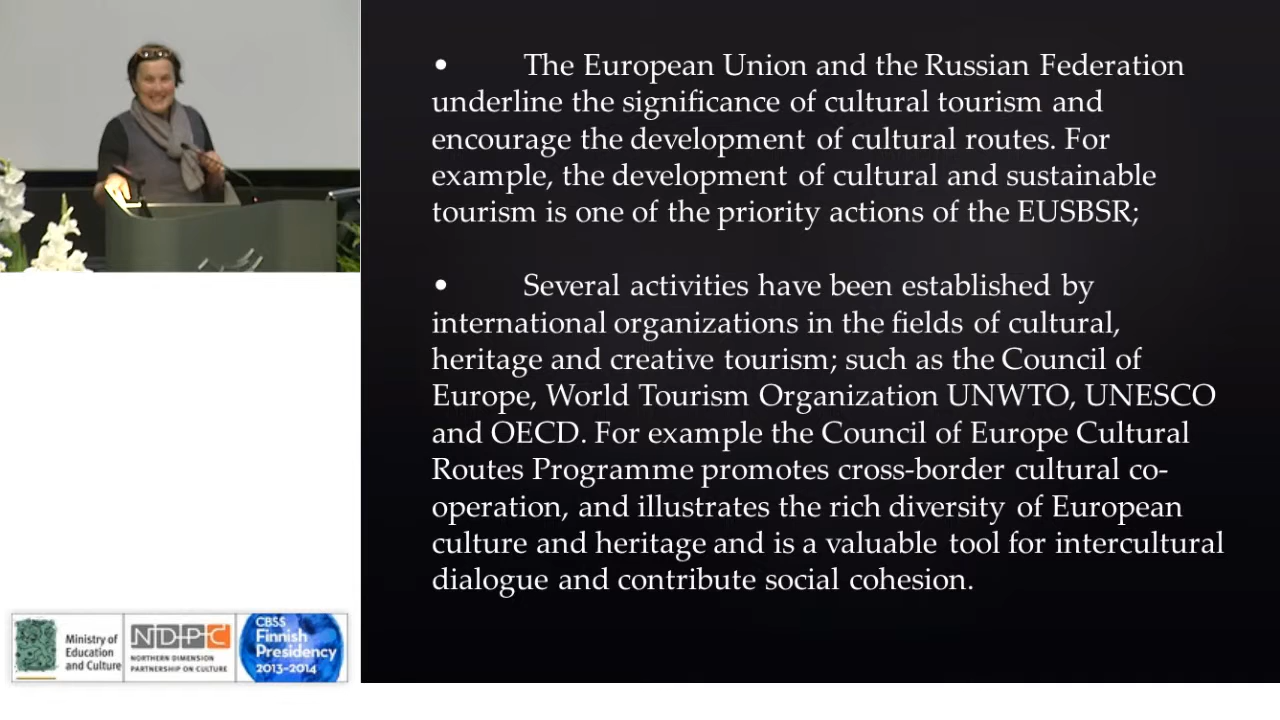 • The European Union and the Russian Federation
underline the significance of cultural tourism and
encourage the development of cultural routes. For
example, the development of cultural and sustainable
tourism is one of the priority actions of the EUSBSR;
• Several activities have been established by
international organizations in the fields of cultural,
heritage and creative tourism; such as the Council of
Europe, World Tourism Organization UNWTO, UNESCO
and OECD. For example the Council of Europe Cultural
Routes Programme promotes cross-border cultural co-
operation, and illustrates the rich diversity of European
culture and heritage and is a valuable tool for intercultural
dialogue and contribute social cohesion.
Ministry of
Education
and Culture
NDPC
NORTHERN DIMENSION
PARTNERSHIP ON CULTURE
CBSS
Finnish
Presidency
2013-2014